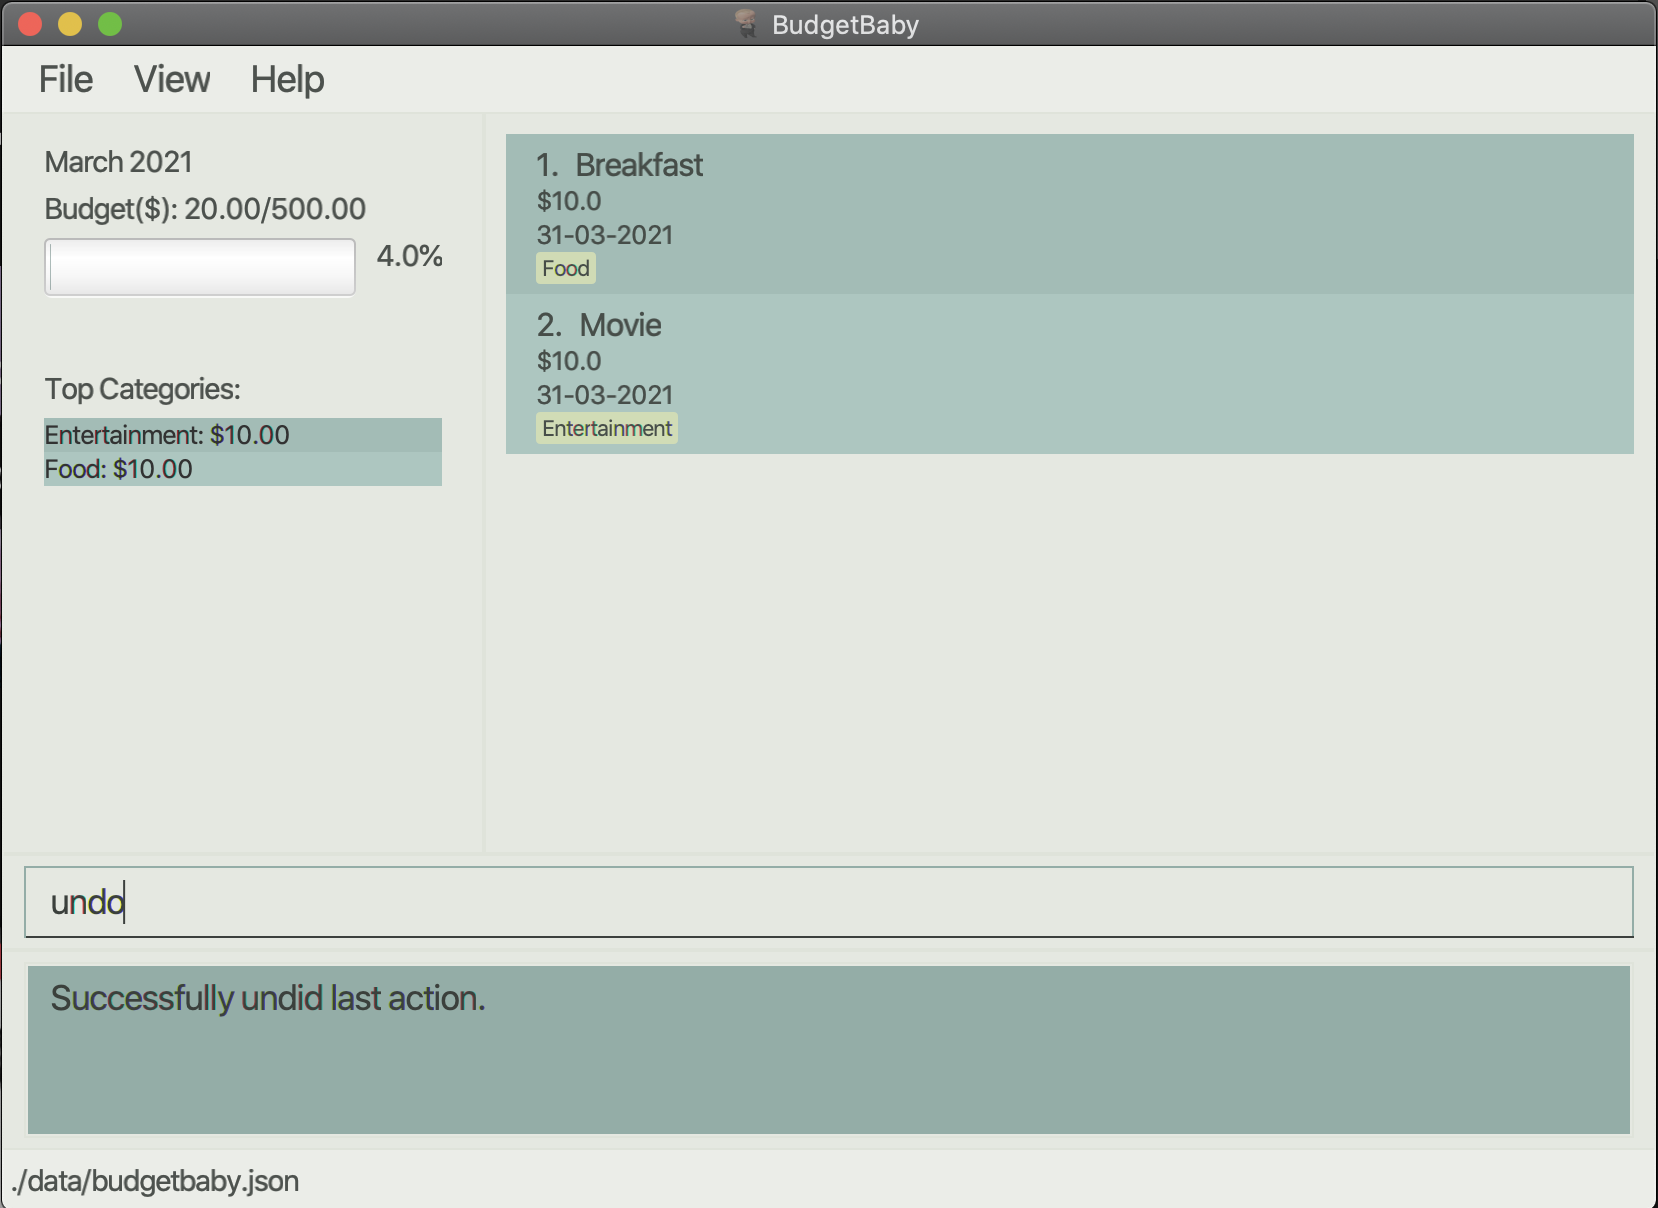 BudgetBaby
File View Help
March 2021
Budget($): 20.00/500.00
4.0%
Top Categories:
Entertainment: $10.00
Food: $10.00
1. Breakfast
$10.0
31-03-2021
Food
2. Movie
$10.0
31-03-2021
Entertainment
undo
Successfully undid last action.
./data/budgetbaby.json